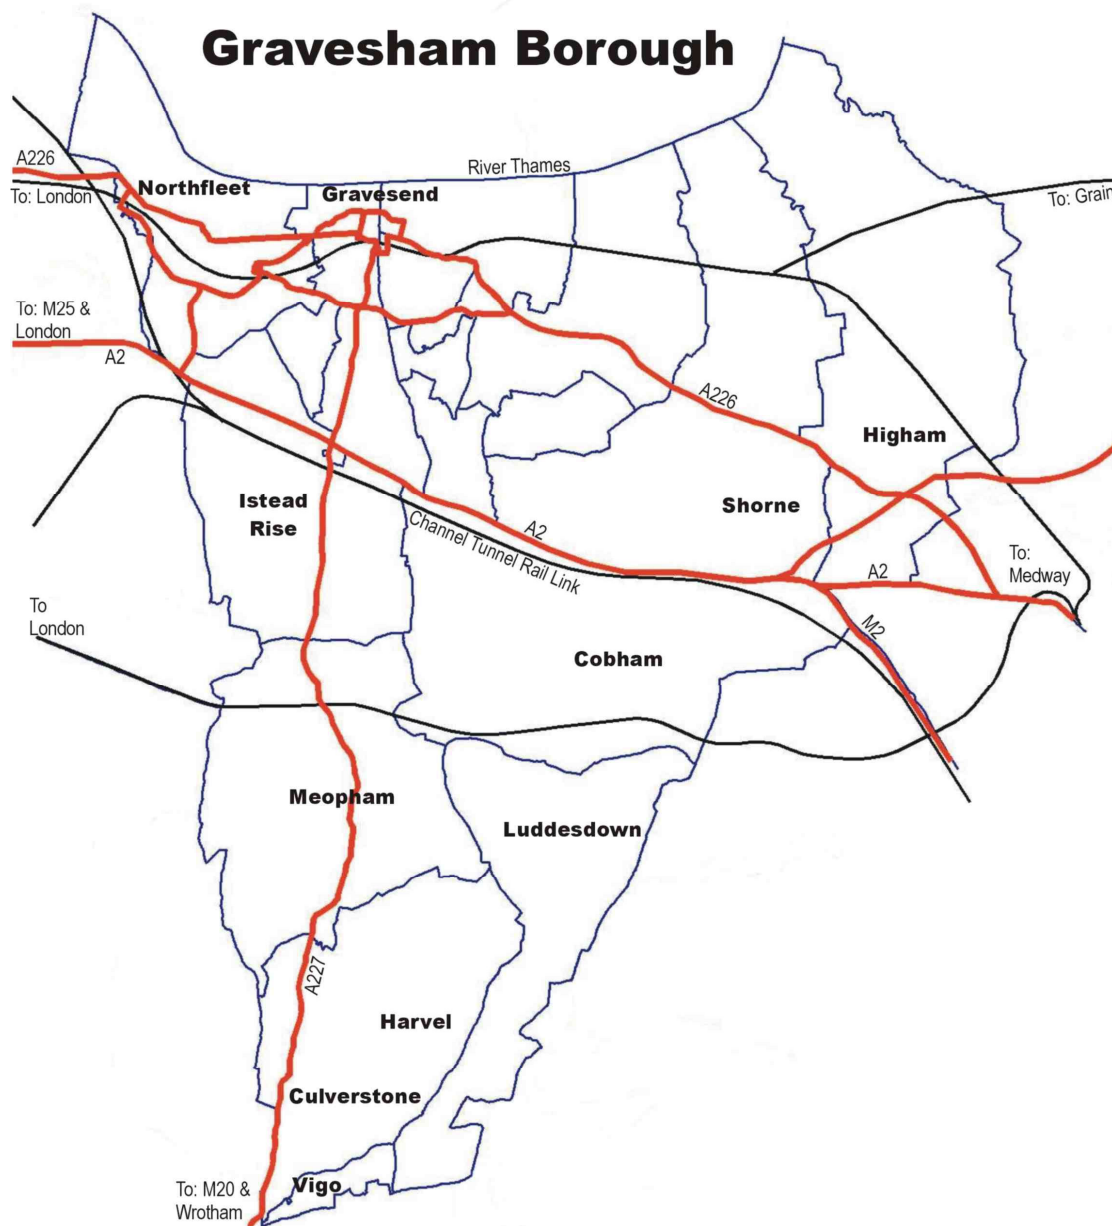 Gravesham Borough
A226
River Thames
To: London
Northfleet
Gravesend
To: Grain
To: M25 &
London
A2
A226
Higham
Istead
Rise
Shorne
A2
Channel Tunnel Rail Link
To:
Medway
A2
To
London
M2
Cobham
Meopham
Luddesdown
A227
Harvel
Culverstone
Vigo
To: M20 &
Wrotham